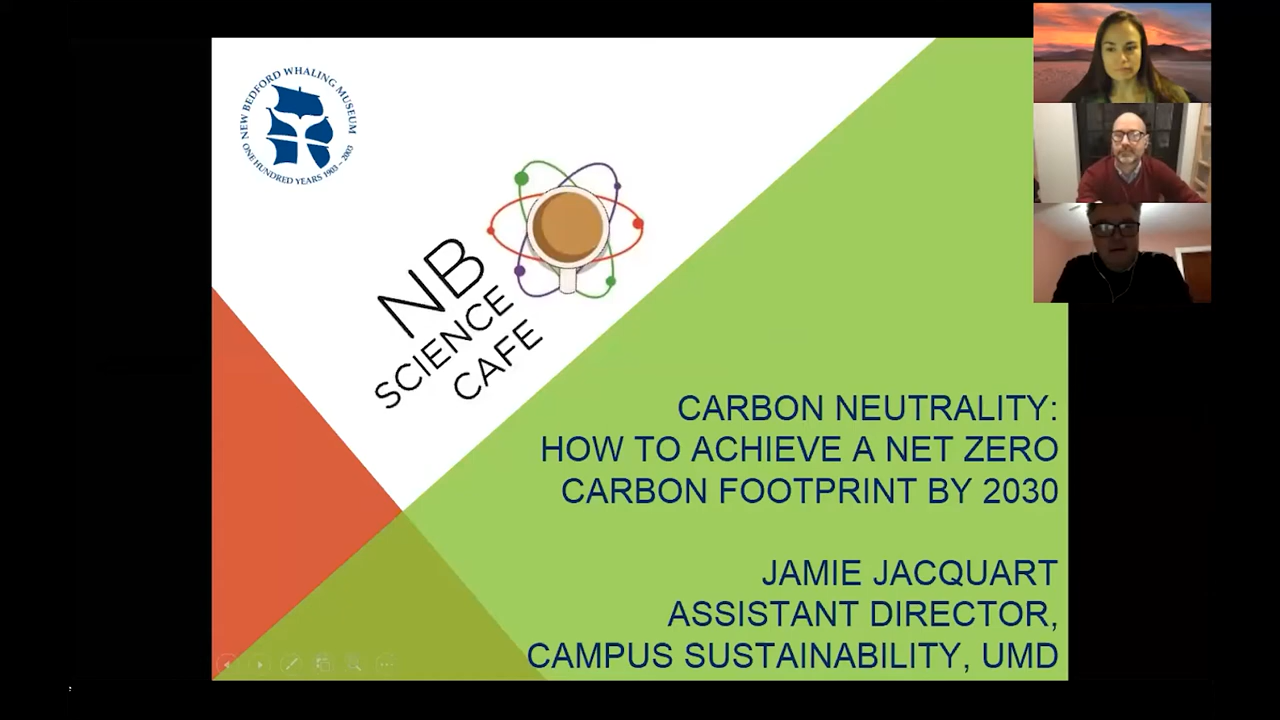 NEW BEDFORD WHALING MUSEUM
ONE HUNDRED YEARS 1903 - 2003
NB
SCIENCE
CAFE
CARBON NEUTRALITY:
HOW TO ACHIEVE A NET ZERO
CARBON FOOTPRINT BY 2030
JAMIE JACQUART
ASSISTANT DIRECTOR,
CAMPUS SUSTAINABILITY, UMD